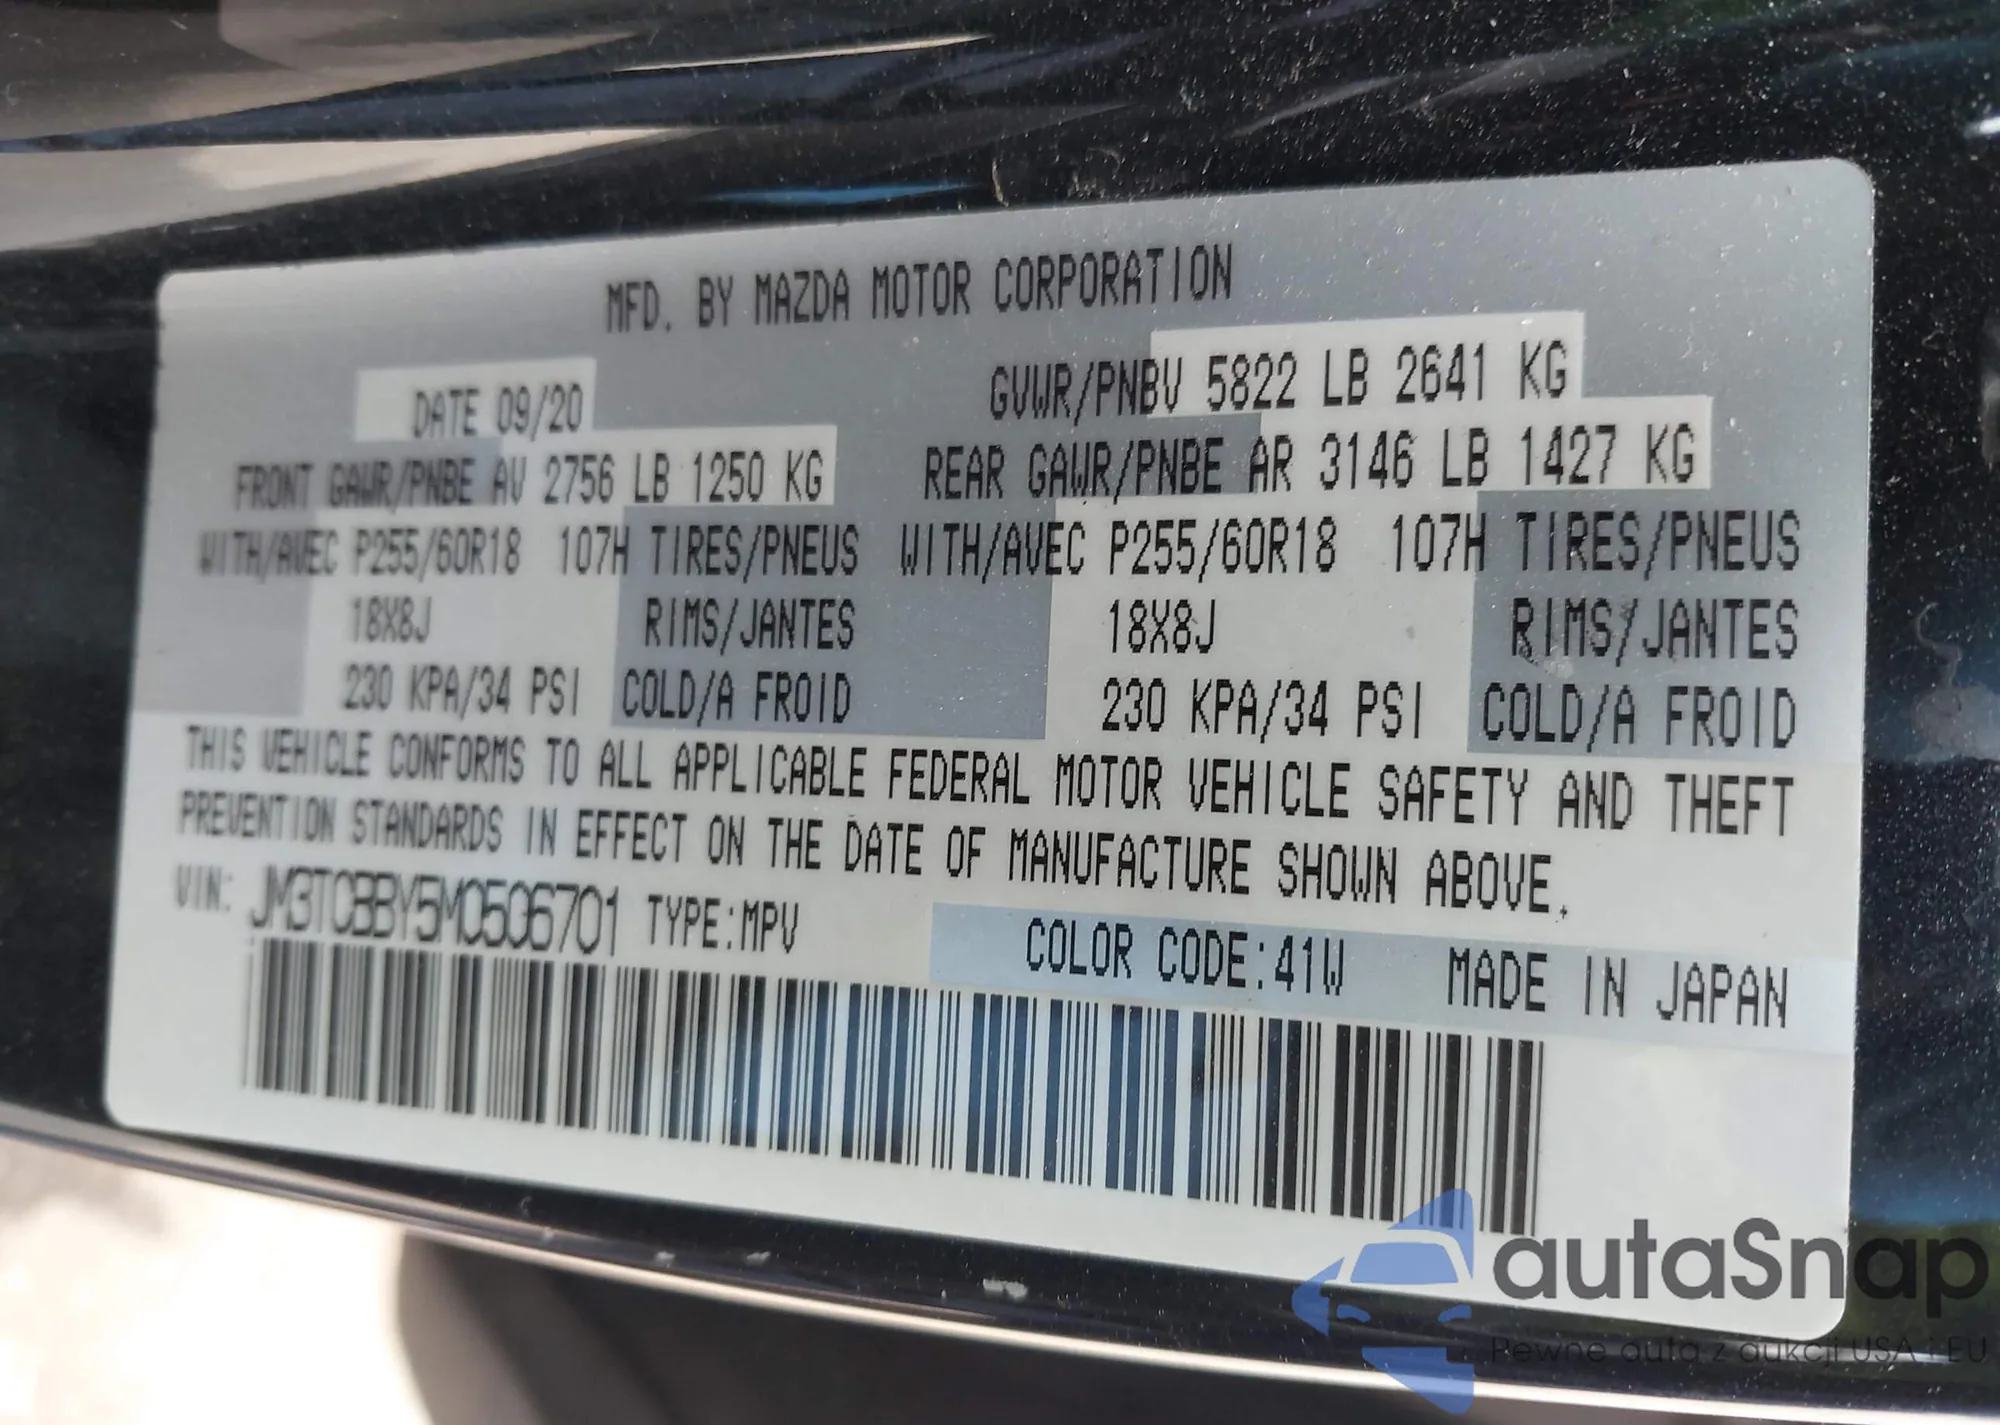 MFD. BY MAZDA MOTOR CORPORATION
DATE 09/20 GVWR/PNBV 5822 LB 2641 KG
FRONT GAWR/PNBE AV 2756 LB 1250 KG REAR GAWR/PNBE AR 3146 LB 1427 KG
WITH/AVEC P255/60R18 107H TIRES/PNEUS WITH/AVEC P255/60R18 107H TIRES/PNEUS
18X8J RIMS/JANTES 18X8J RIMS/JANTES
230 KPA/34 PSI COLD/A FROID 230 KPA/34 PSI COLD/A FROID
THIS VEHICLE CONFORMS TO ALL APPLICABLE FEDERAL MOTOR VEHICLE SAFETY AND THEFT
PREVENTION STANDARDS IN EFFECT ON THE DATE OF MANUFACTURE SHOWN ABOVE.
VIN: JM3TCBBY5M0506701 TYPE:MPV
COLOR CODE:41W MADE IN JAPAN
autaSnap
Pewne auta z aukcji USA i EU